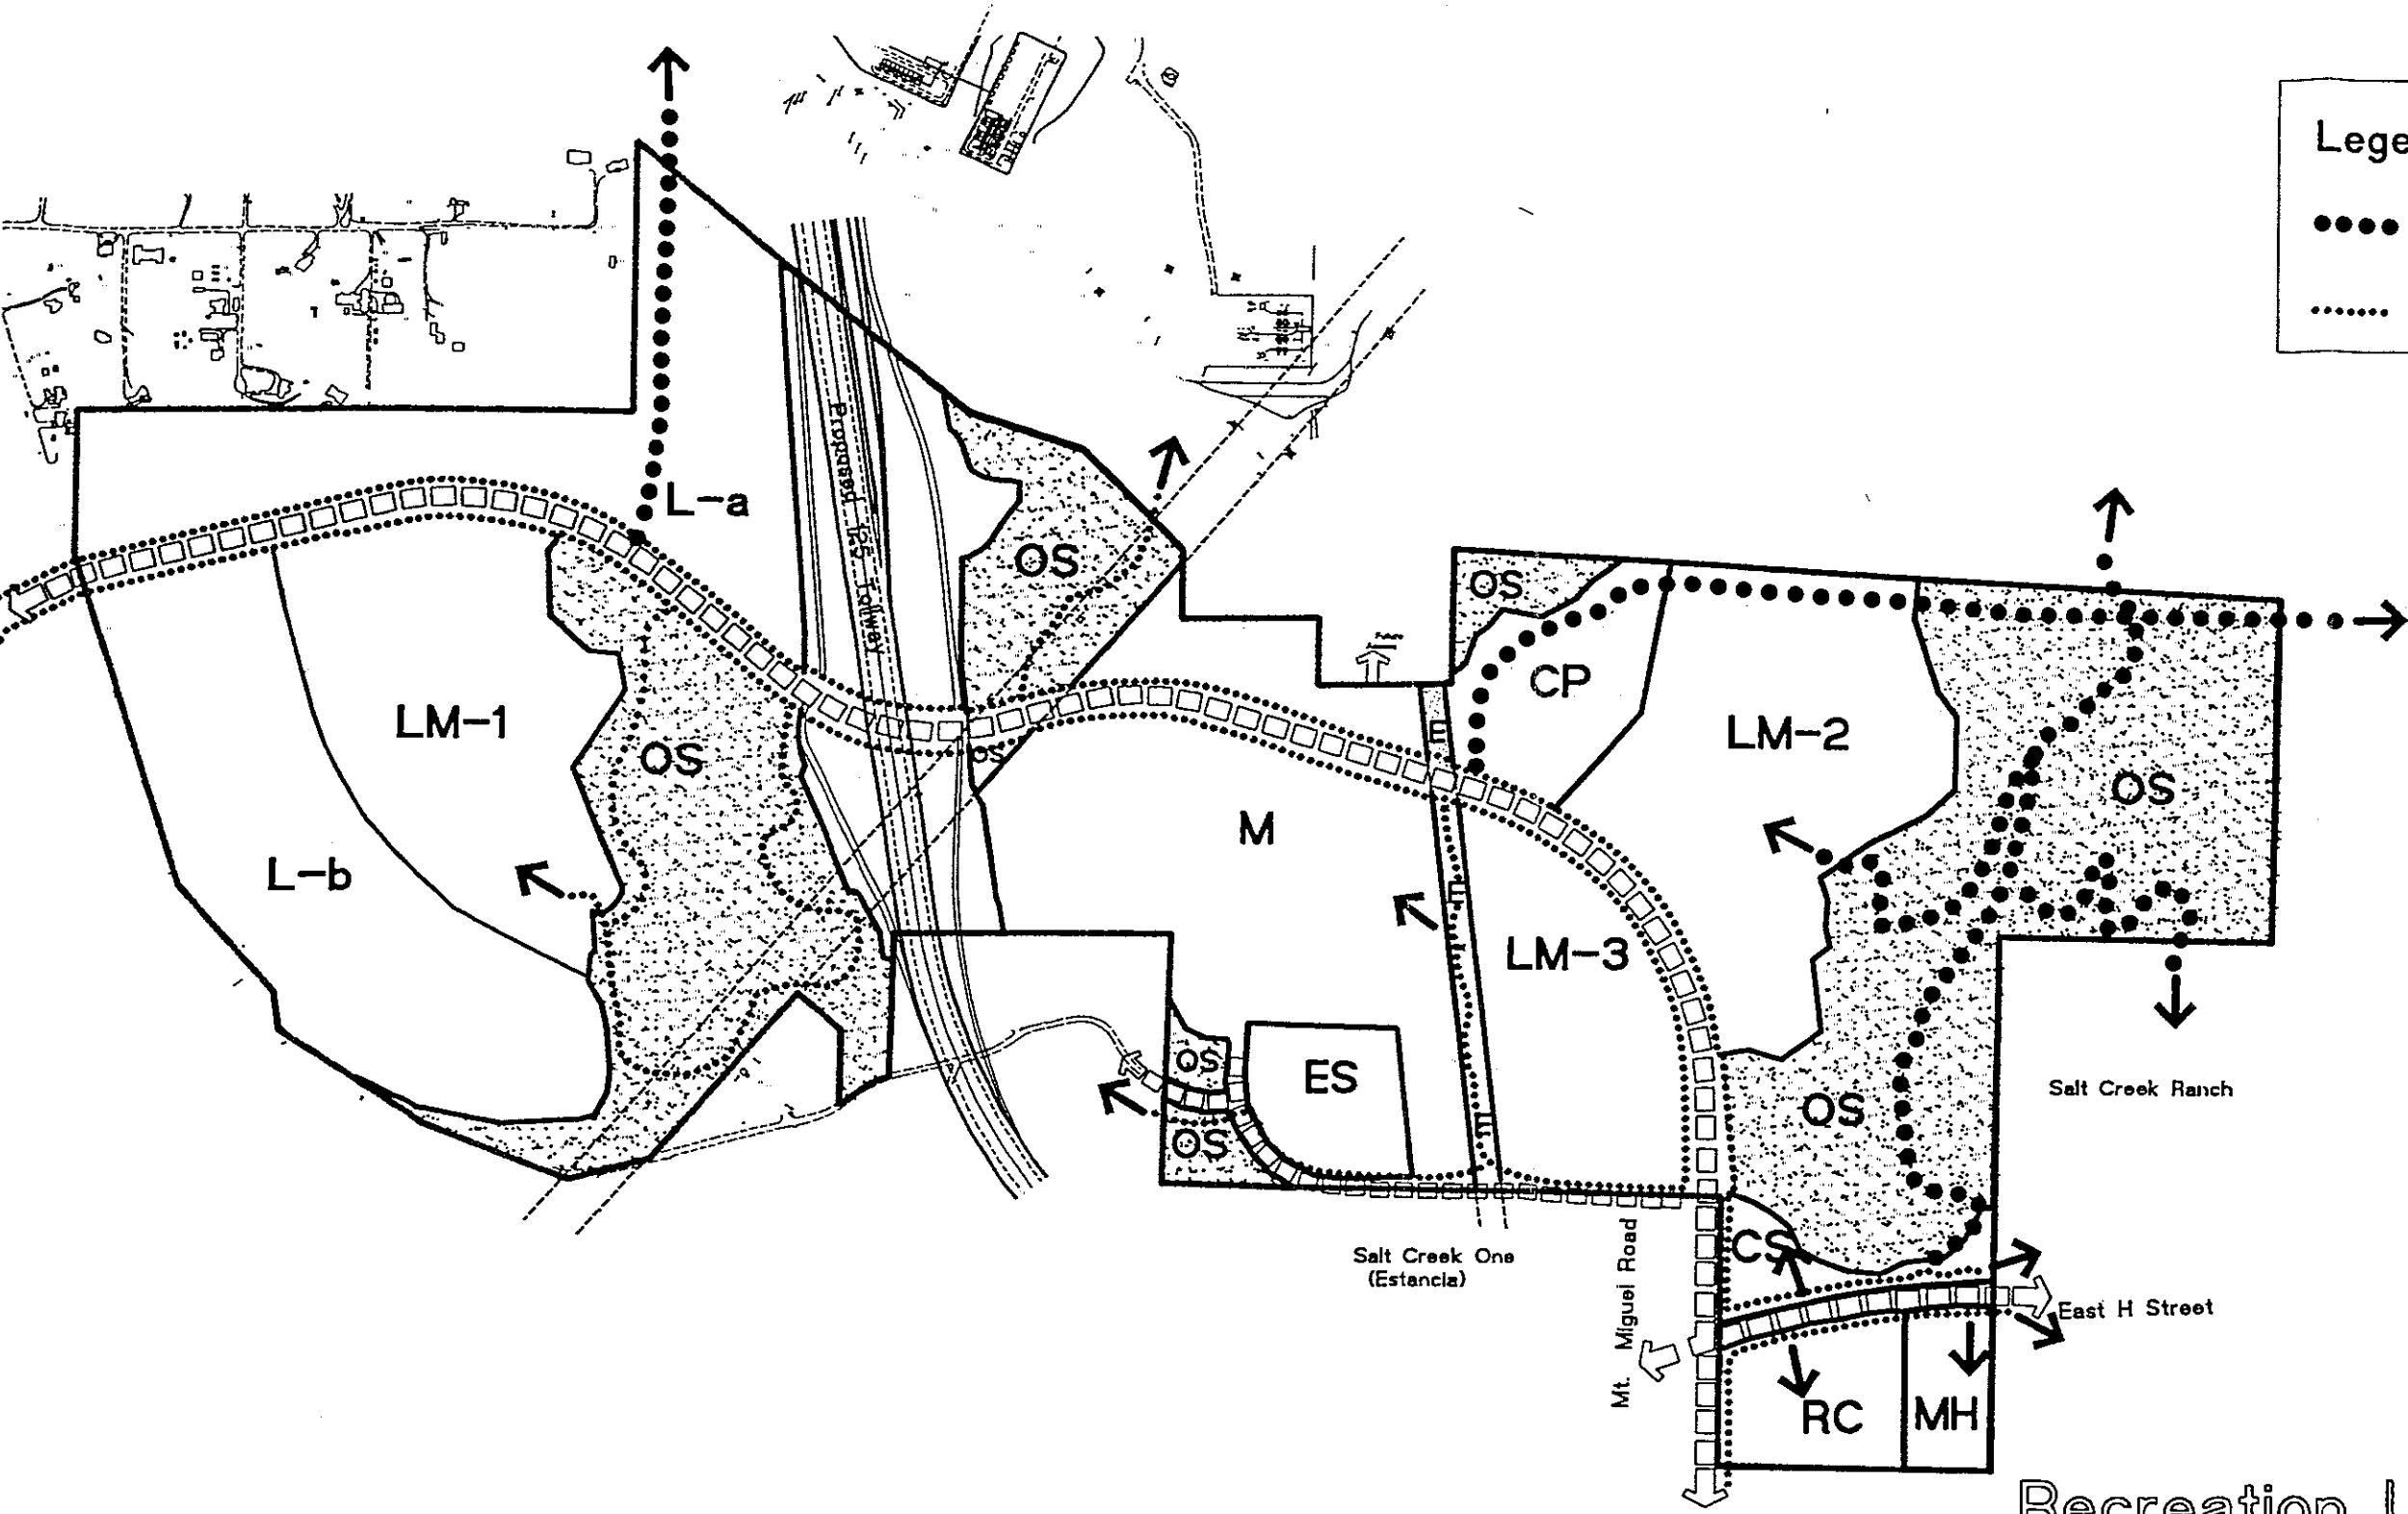 Lege
L-a
Proposed 125 Tollway
OS
OS
CP
LM-1
LM-2
OS
E
OS
OS
M
L-b
E
LM-3
OS
ES
OS
E
OS
Salt Creek Ranch
Salt Creek One
(Estancia)
Mt. Miguel Road
CS
East H Street
RC
MH
Recreation